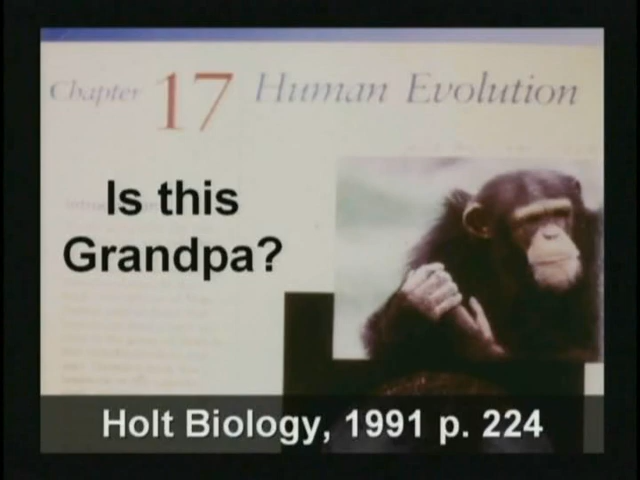 Chapter 17 Human Evolution
Is this
Grandpa?
Holt Biology, 1991 p. 224